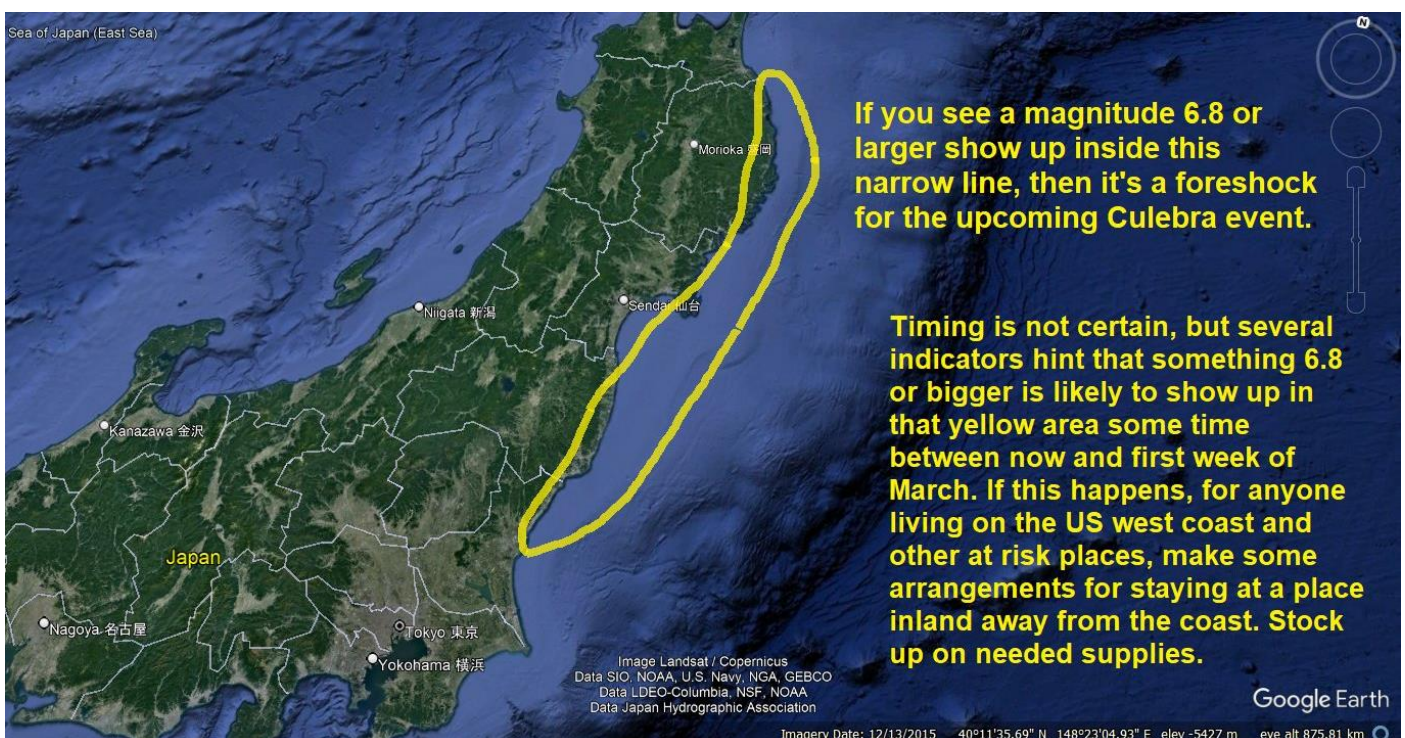 Sea of Japan (East Sea)
N
If you see a magnitude 6.8 or
larger show up inside this
narrow line, then it's a foreshock
for the upcoming Culebra event.
Morioka 盛岡
Sendai 仙台
Niigata 新潟
Timing is not certain, but several
indicators hint that something 6.8
or bigger is likely to show up in
that yellow area some time
between now and first week of
March. If this happens, for anyone
living on the US west coast and
other at risk places, make some
arrangements for staying at a place
inland away from the coast. Stock
up on needed supplies.
Kanazawa 金沢
Japan
Nagoya 名古屋
Tokyo 東京
Yokohama 横浜
Image Landsat / Copernicus
Data SIO, NOAA, U.S. Navy, NGA, GEBCO
Data LDEO-Columbia, NSF, NOAA
Data Japan Hydrographic Association
Google Earth
Imagery Date: 12/13/2015 40°11'35.69" N 148°23'04.93" E elev -5427 m eye alt 875.81 km